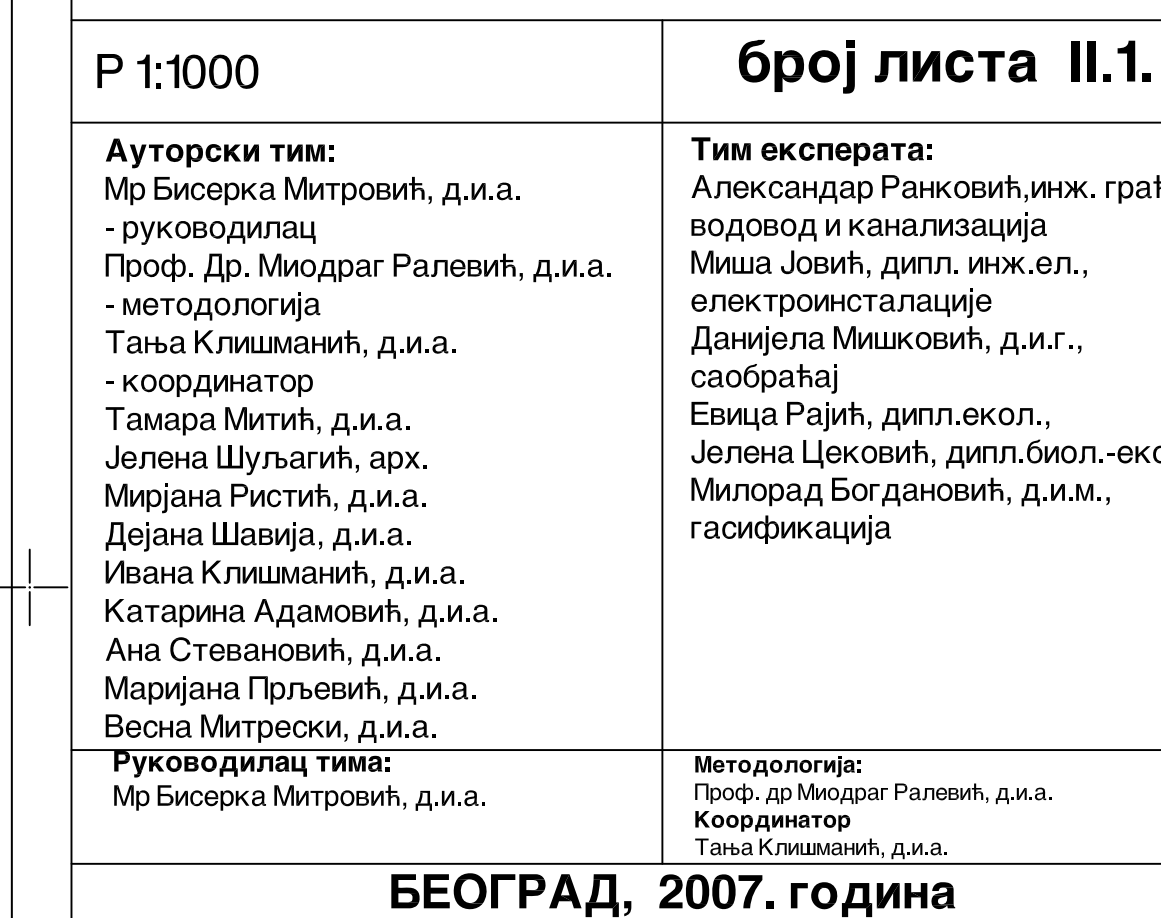 Р 1:1000
број листа II.1.
Ауторски тим:
Мр Бисерка Митровић, д.и.а.
- руководилац
Проф. Др. Миодраг Ралевић, д.и.а.
- методологија
Тања Клишманић, д.и.а.
- координатор
Тамара Митић, д.и.а.
Јелена Шуљагић, арх.
Мирјана Ристић, д.и.а.
Дејана Шавија, д.и.а.
Ивана Клишманић, д.и.а.
Катарина Адамовић, д.и.а.
Ана Стевановић, д.и.а.
Маријана Прљевић, д.и.а.
Весна Митрески, д.и.а.
Тим експерата:
Александар Ранковић,инж.
водовод и канализација
Миша Јовић, дипл. инж.ел.,
електроинсталације
Данијела Мишковић, д.и.г.,
саобраћај
Евица Рајић, дипл.екол.,
Јелена Цековић, дипл.биол.-
Милорад Богдановић, д.и.м.,
гасификација
Руководилац тима:
Мр Бисерка Митровић, д.и.а.
Методологија:
Проф. др Миодраг Ралевић, д.и.а.
Координатор
Тања Клишманић, д.и.а.
БЕОГРАД, 2007. година